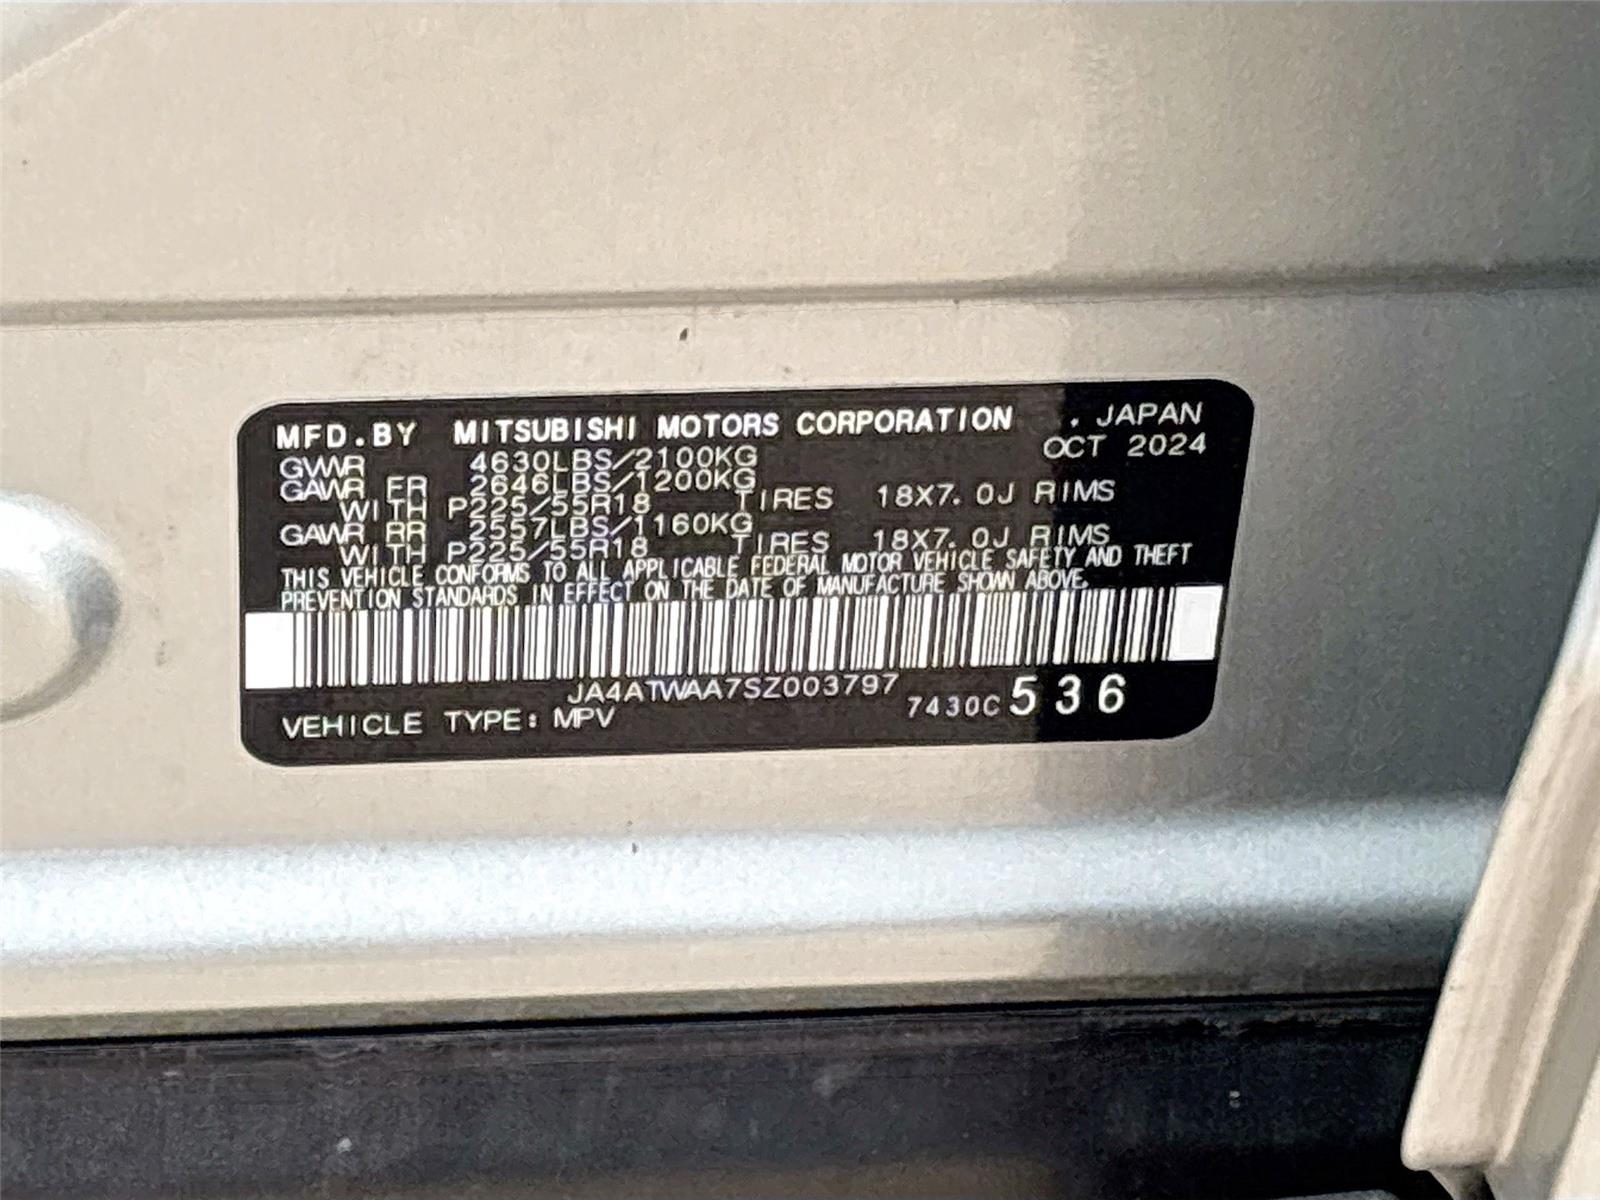 MFD.BY MITSUBISHI MOTORS CORPORATION . JAPAN
OCT 2024
GVWR 4630LBS/2100KG
GAWR FR 2646LBS/1200KG
WITH P225/55R18 TIRES 18X7.0J RIMS
GAWR RR 2557LBS/1160KG
WITH P225/55R18 TIRES 18X7.0J RIMS
THIS VEHICLE CONFORMS TO ALL APPLICABLE FEDERAL MOTOR VEHICLE SAFETY AND THEFT
PREVENTION STANDARDS IN EFFECT ON THE DATE OF MANUFACTURE SHOWN ABOVE.
JA4ATWAA7SZ003797
VEHICLE TYPE: MPV 7430C 536